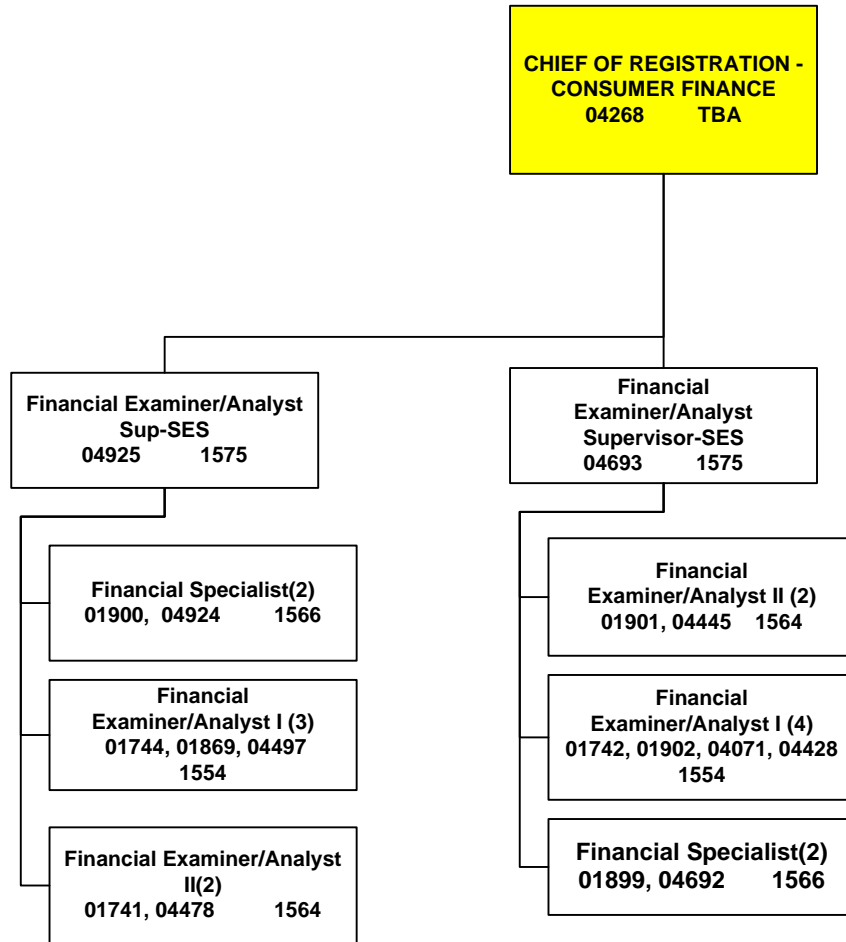 CHIEF OF REGISTRATION -
CONSUMER FINANCE
04268 TBA
Financial Examiner/Analyst
Sup-SES
04925 1575
Financial Specialist(2)
01900, 04924 1566
Financial
Examiner/Analyst I (3)
01744, 01869, 04497
1554
Financial Examiner/Analyst
II(2)
01741, 04478 1564
Financial
Examiner/Analyst
Supervisor-SES
04693 1575
Financial
Examiner/Analyst II (2)
01901, 04445 1564
Financial
Examiner/Analyst I (4)
01742, 01902, 04071, 04428
1554
Financial Specialist(2)
01899, 04692 1566